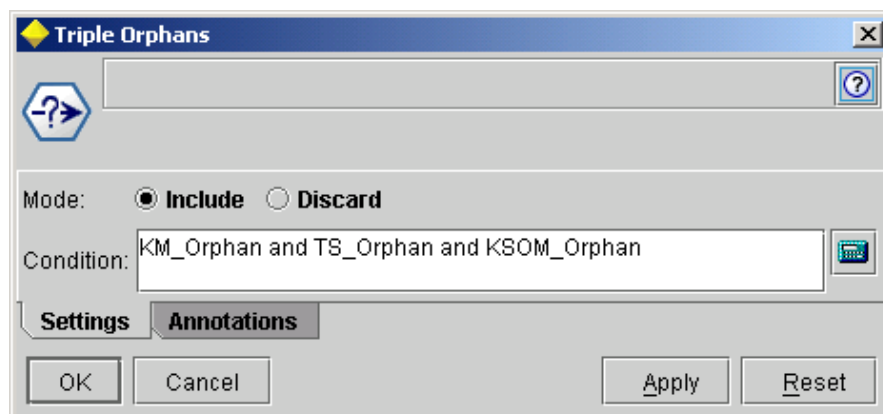 Triple Orphans
Mode: Include Discard
Condition: KM_Orphan and TS_Orphan and KSOM_Orphan
Settings Annotations
OK Cancel Apply Reset